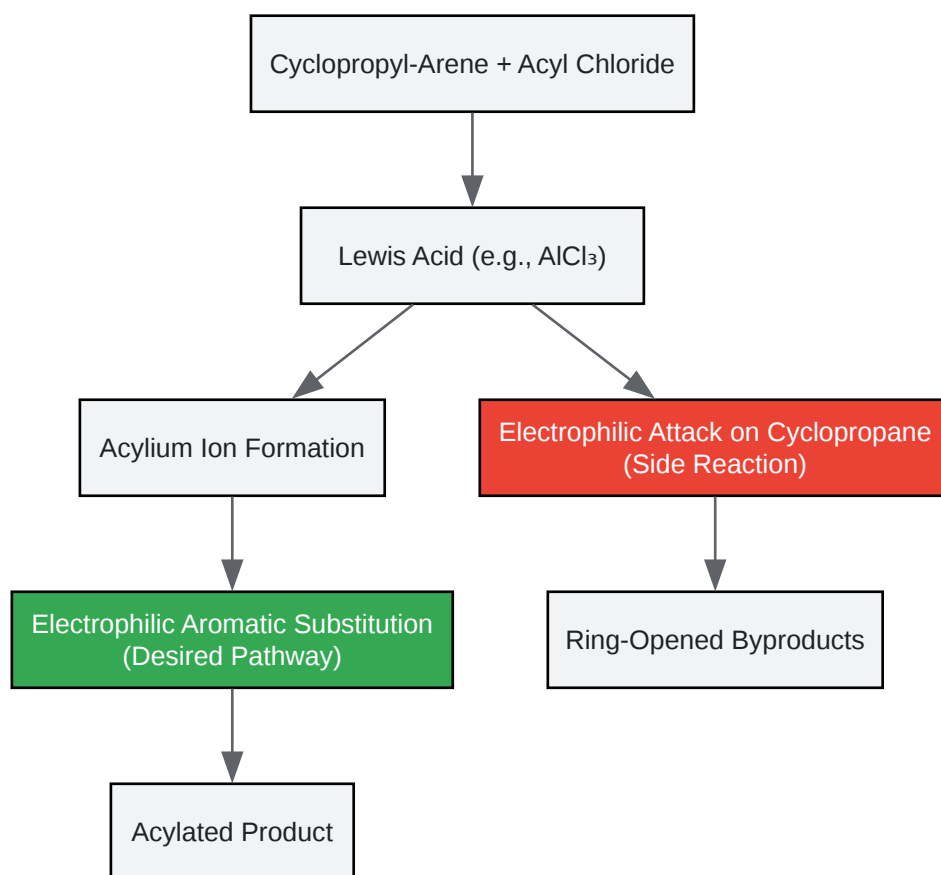 Cyclopropyl-Arene + Acyl Chloride
Lewis Acid (e.g., AlCl₃)
Acylium Ion Formation
Electrophilic Attack on Cyclopropane
(Side Reaction)
Electrophilic Aromatic Substitution
(Desired Pathway)
Ring-Opened Byproducts
Acylated Product